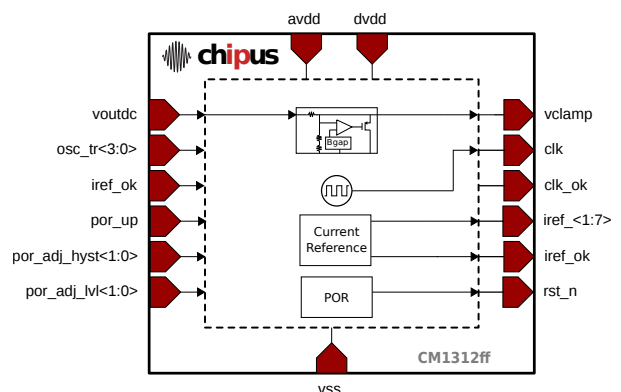 avdd dvdd
chipus
voutdc
vclamp
osc_tr<3:0>
Bgap
clk
iref_ok
clk_ok
por_up
Current
Reference
iref_<1:7>
por_adj_hyst<1:0>
iref_ok
por_adj_lvl<1:0>
POR
rst_n
CM1312ff
vss